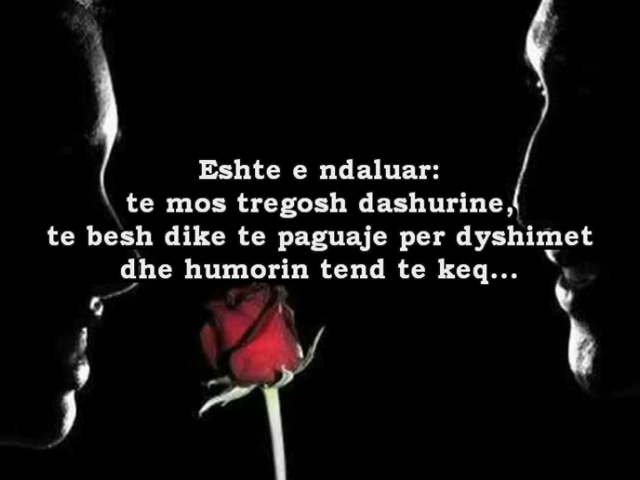 Eshte e ndaluar:
te mos tregosh dashurine,
te besh dike te paguaje per dyshimet
dhe humorin tend te keq...